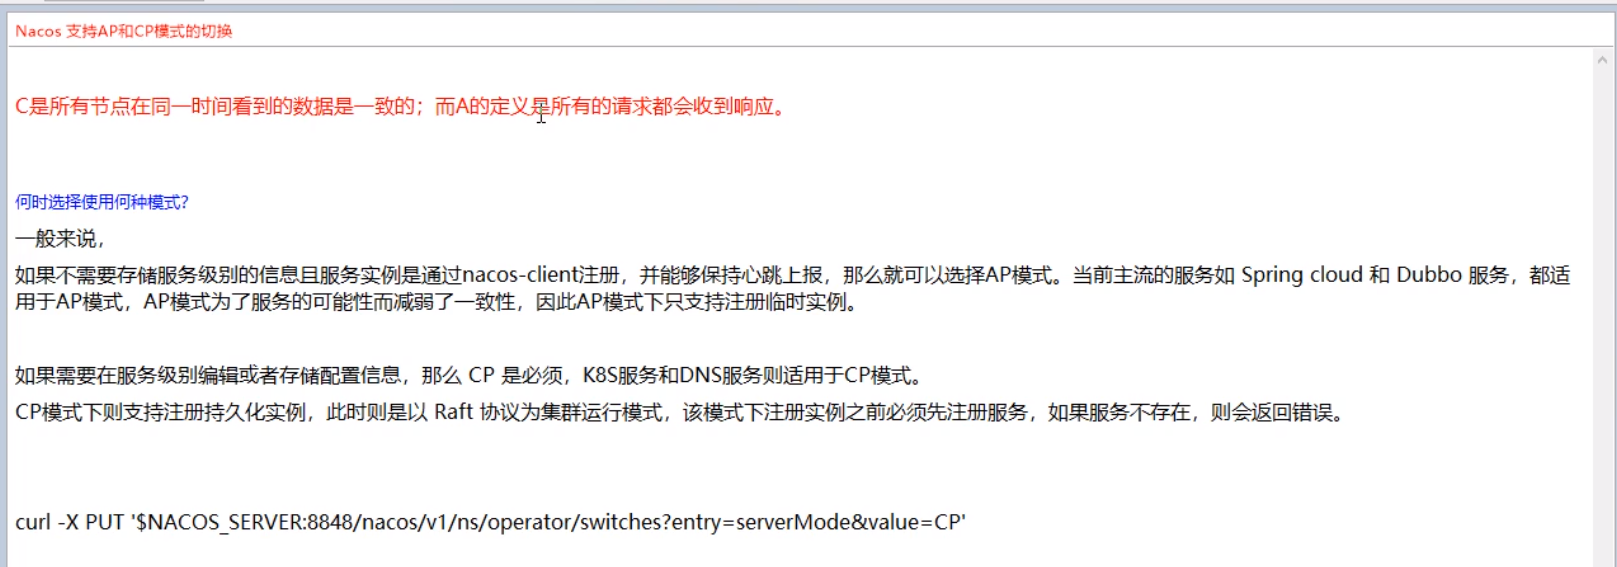 Nacos 支持AP和CP模式的切换
C是所有节点在同一时间看到的数据是一致的；而A的定义是所有的请求都会收到响应。
何时选择使用何种模式？
一般来说，
如果不需要存储服务级别的信息且服务实例是通过nacos-client注册，并能够保持心跳上报，那么就可以选择AP模式。当前主流的服务如 Spring cloud 和 Dubbo 服务，都适
用于AP模式，AP模式为了服务的可能性而减弱了一致性，因此AP模式下只支持注册临时实例。
如果需要在服务级别编辑或者存储配置信息，那么 CP 是必须，K8S服务和DNS服务则适用于CP模式。
CP模式下则支持注册持久化实例，此时则是以 Raft 协议为集群运行模式，该模式下注册实例之前必须先注册服务，如果服务不存在，则会返回错误。
curl -X PUT '$NACOS_SERVER:8848/nacos/v1/ns/operator/switches?entry=serverMode&value=CP'